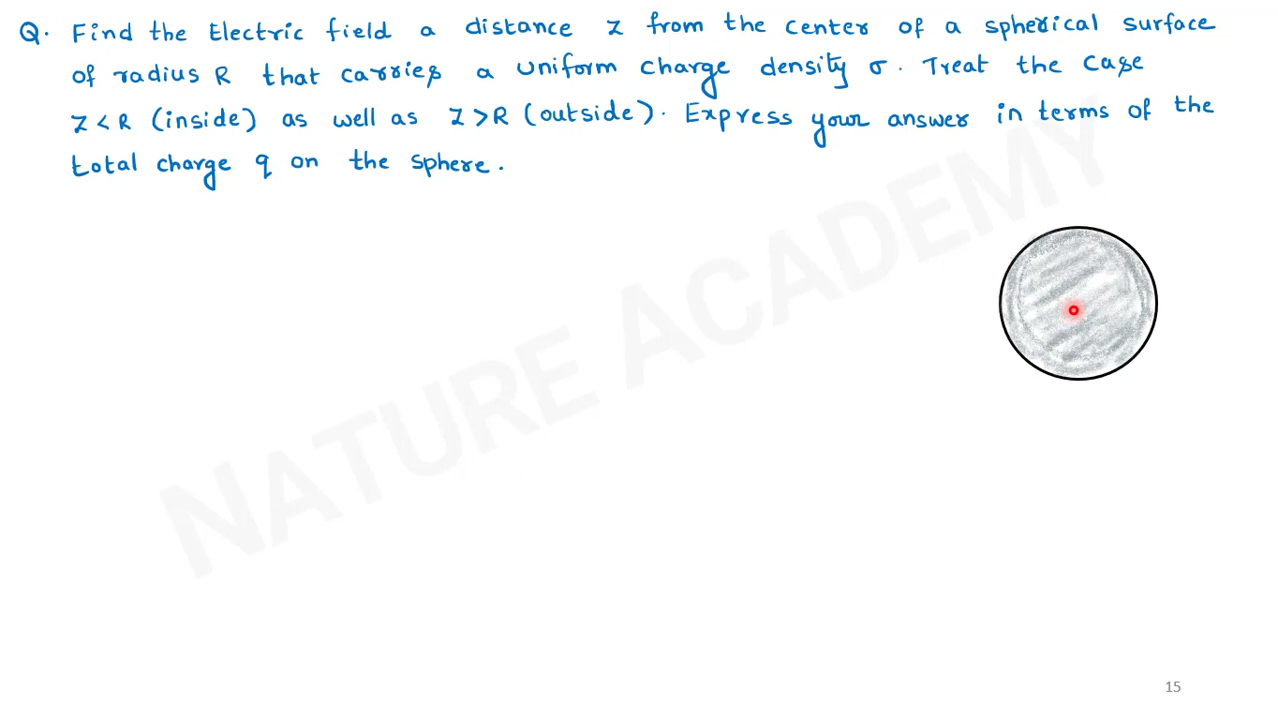 Q. Find the Electric field a distance z from the center of a spherical surface
of radius R that carries a uniform charge density σ. Treat the case
z < R (inside) as well as z > R (outside). Express your answer in terms of the
total charge q on the sphere.
NATURE ACADEMY
15